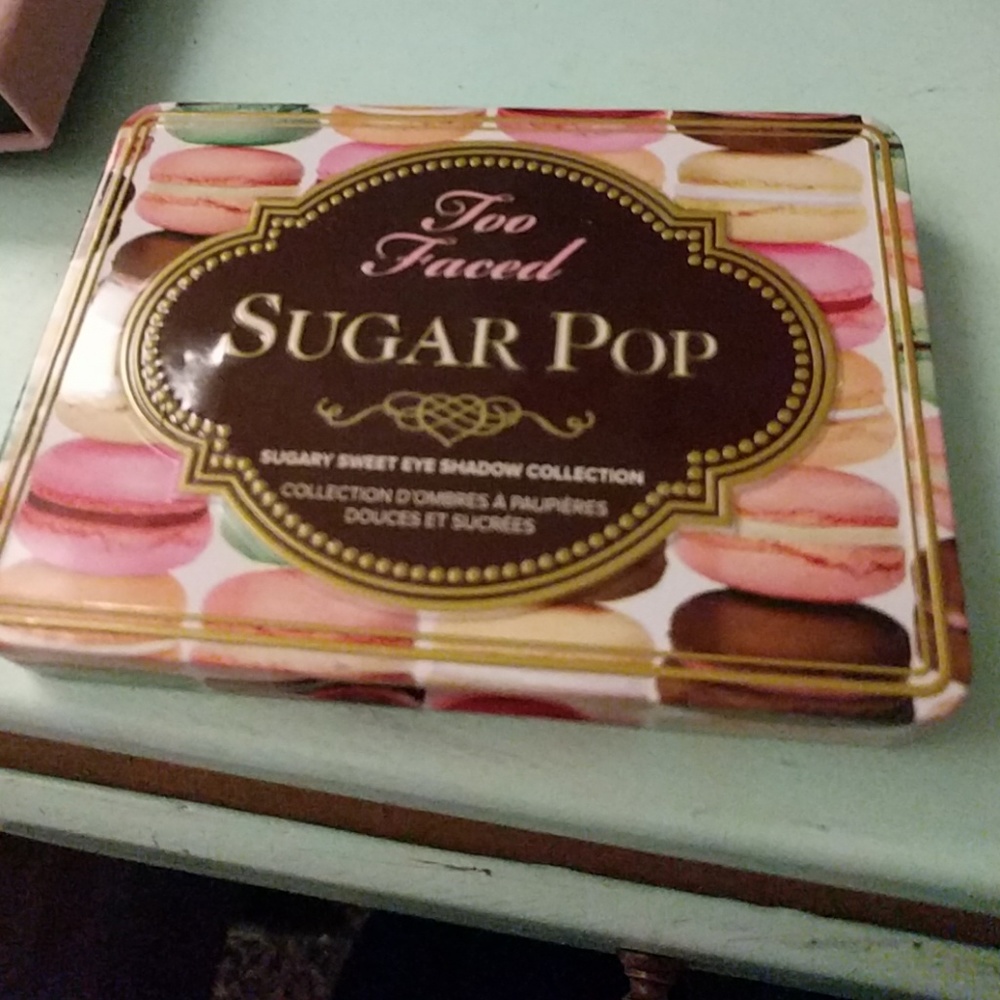 Too
Faced
SUGAR POP
SUGARY SWEET EYE SHADOW COLLECTION
COLLECTION D'OMBRES À PAUPIÈRES
DOUCES ET SUCRÉES